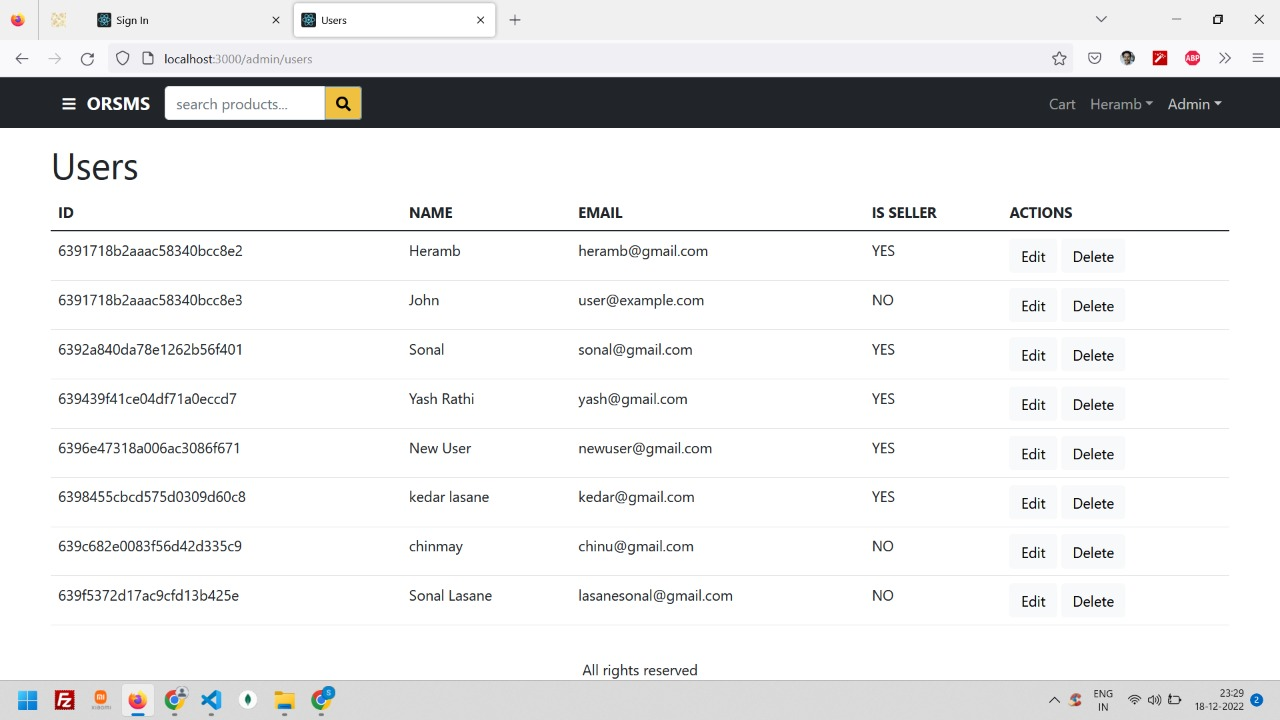 Sign In
Users
localhost:3000/admin/users
ABP
ORSMS
search products...
Cart
Heramb
Admin
Users
ID NAME EMAIL IS SELLER ACTIONS
6391718b2aaac58340bcc8e2 Heramb heramb@gmail.com YES Edit Delete
6391718b2aaac58340bcc8e3 John user@example.com NO Edit Delete
6392a840da78e1262b56f401 Sonal sonal@gmail.com YES Edit Delete
639439f41ce04df71a0eccd7 Yash Rathi yash@gmail.com YES Edit Delete
6396e47318a006ac3086f671 New User newuser@gmail.com YES Edit Delete
6398455cbcd575d0309d60c8 kedar lasane kedar@gmail.com YES Edit Delete
639c682e0083f56d42d335c9 chinmay chinu@gmail.com NO Edit Delete
639f5372d17ac9cfd13b425e Sonal Lasane lasanesonal@gmail.com NO Edit Delete
All rights reserved
Fz
mi
xiaomi
S
ENG
IN
23:29
18-12-2022
2